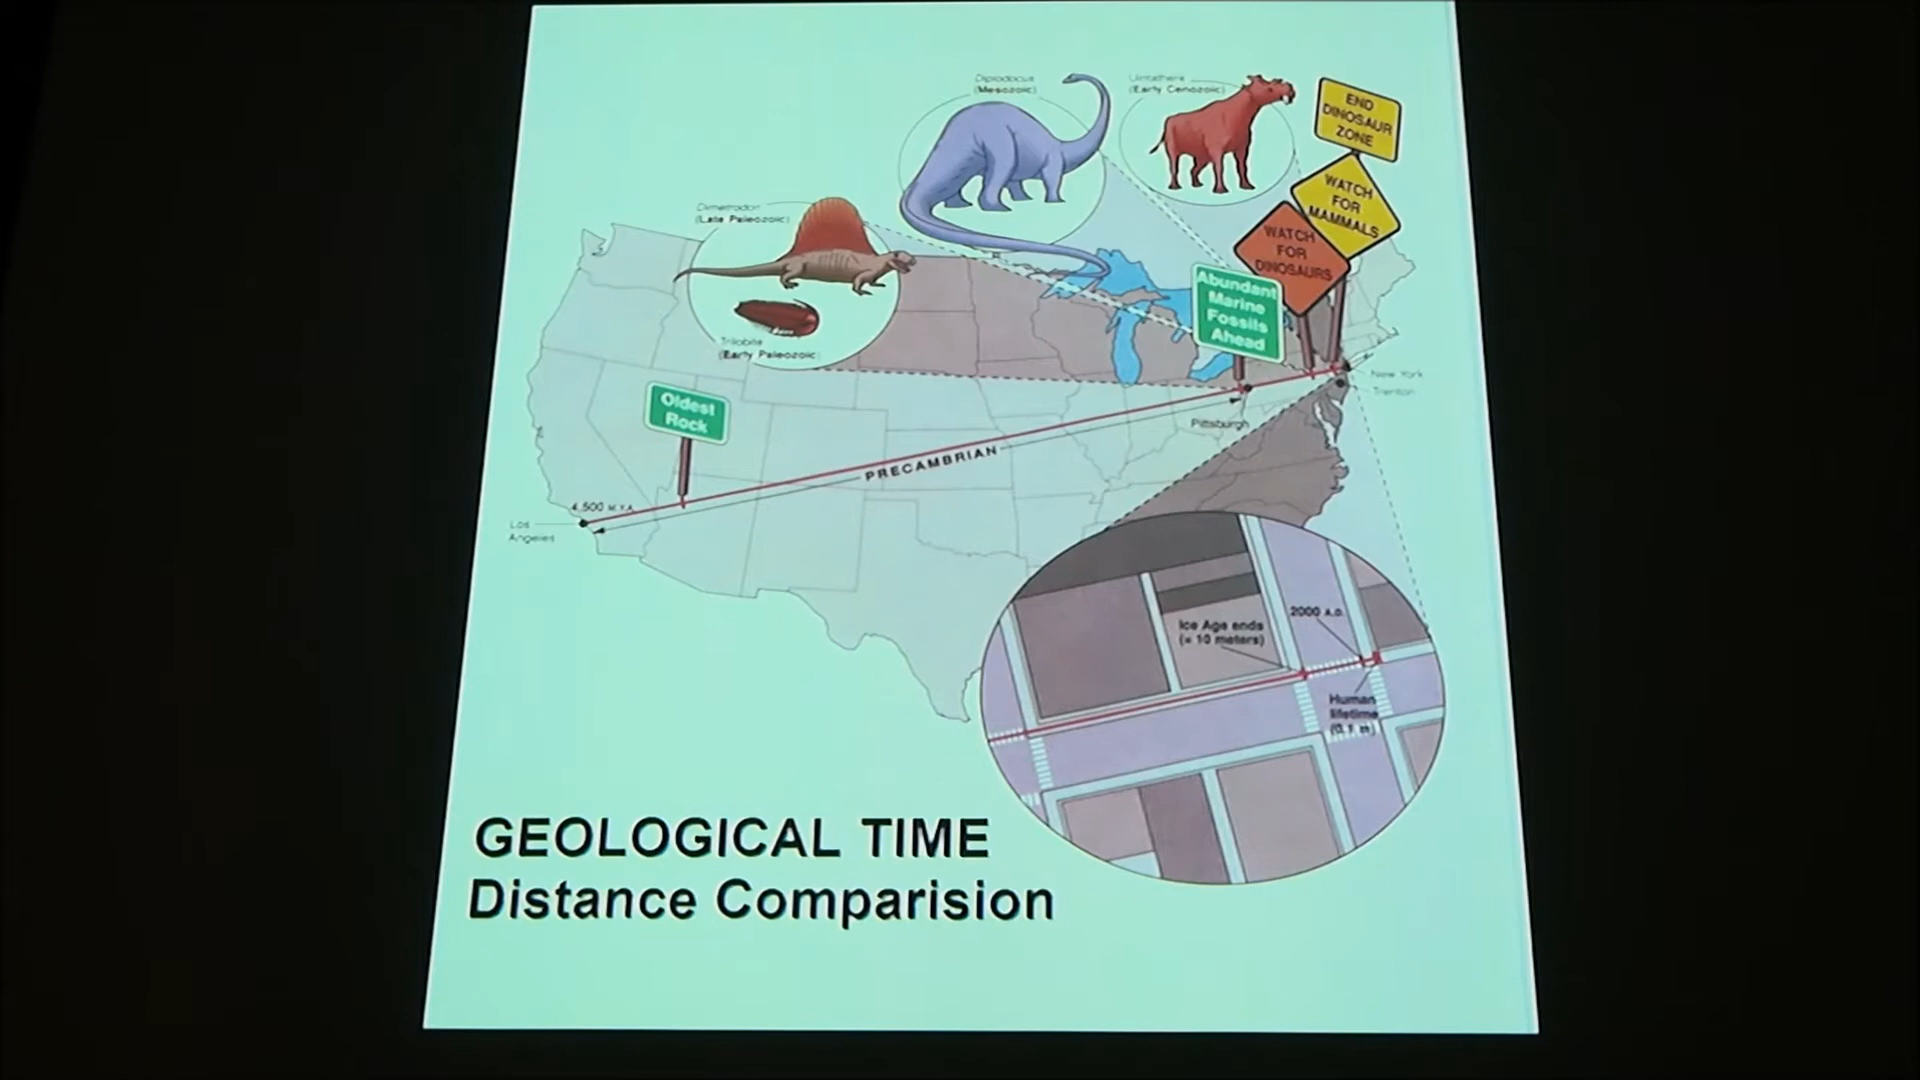 Diplodocus
(Mesozoic)
Uintathere
(Early Cenozoic)
END
DINOSAUR
ZONE
WATCH
FOR
MAMMALS
WATCH
FOR
DINOSAURS
Dimetrodon
(Late Paleozoic)
Abundant
Marine
Fossils
Ahead
Trilobite
(Early Paleozoic)
New York
Trenton
Oldest
Rock
Pittsburgh
PRECAMBRIAN
4,500 M.Y.A.
Los
Angeles
2000 A.D.
Ice Age ends
(= 10 meters)
Human
lifetime
(0.1 m)
GEOLOGICAL TIME
Distance Comparision